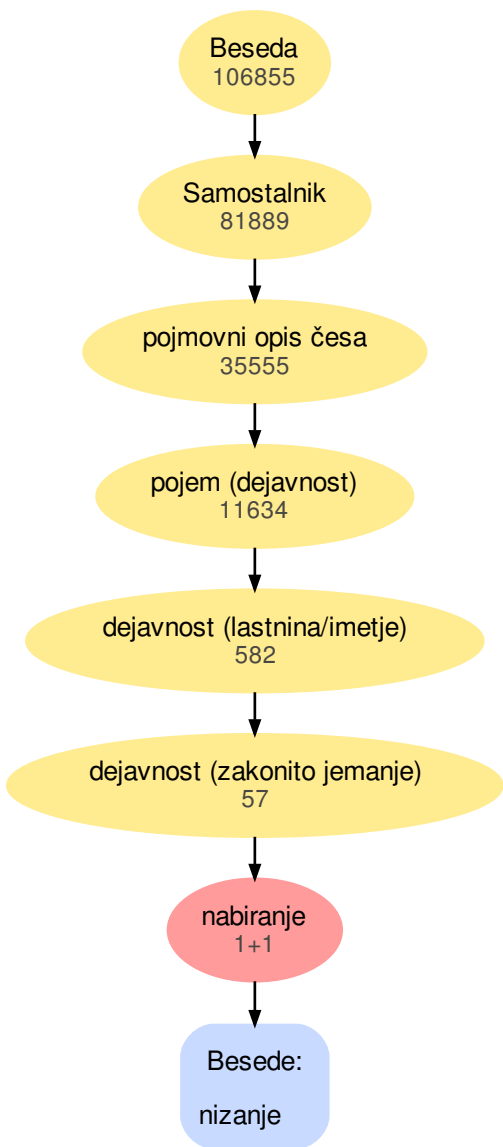 Beseda
106855
Samostalnik
81889
pojmovni opis česa
35555
pojem (dejavnost)
11634
dejavnost (lastnina/imetje)
582
dejavnost (zakonito jemanje)
57
nabiranje
1+1
Besede:
nizanje